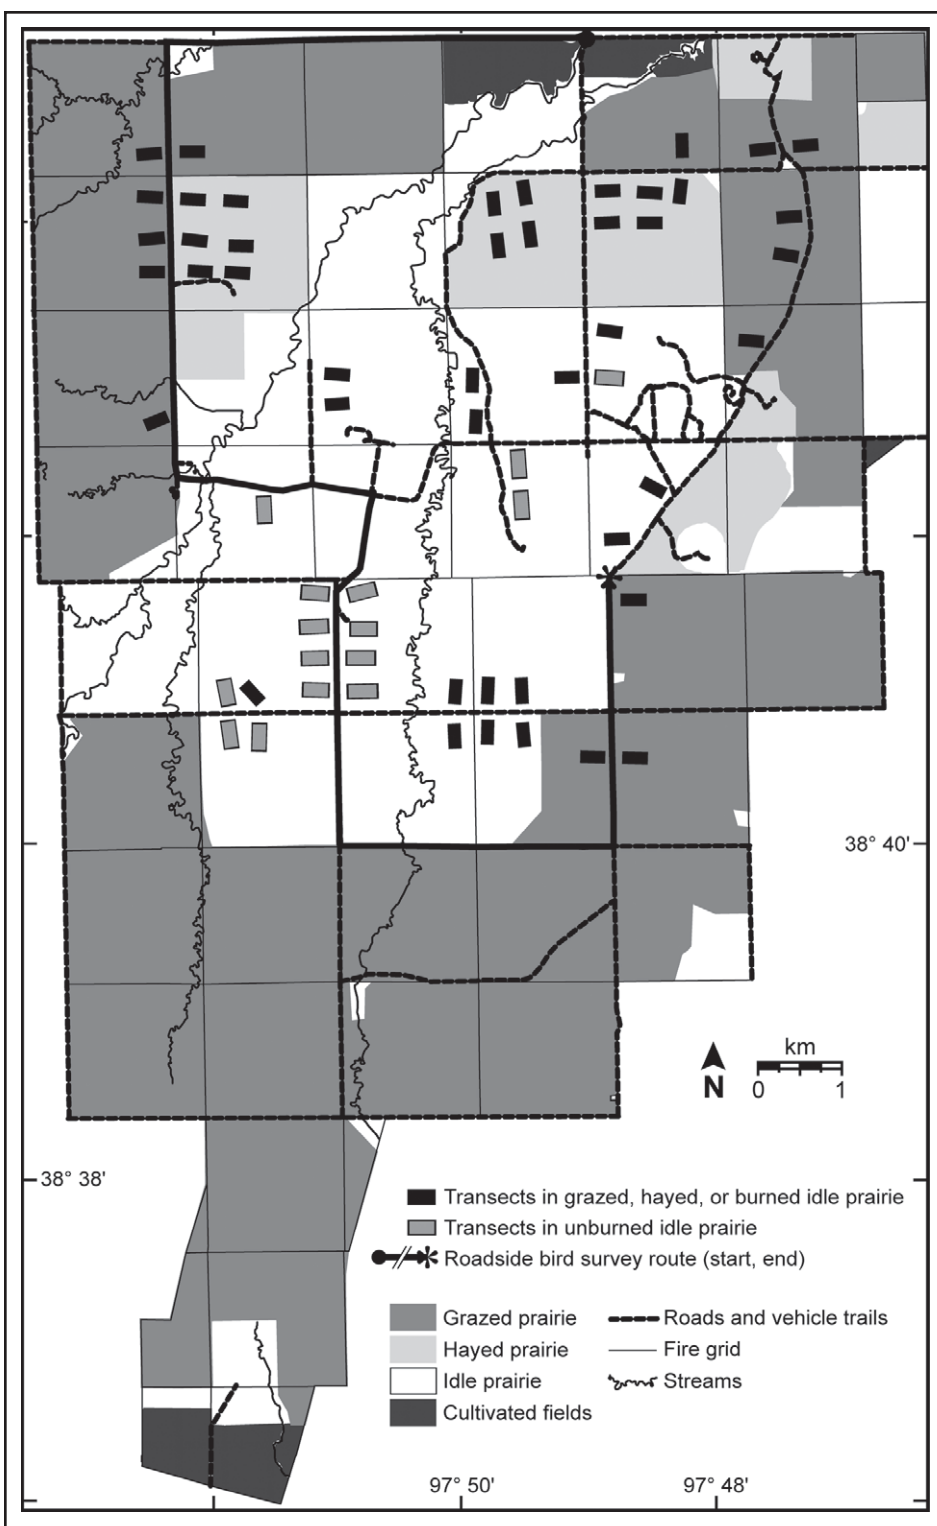 38° 40'
km
N
0 1
38° 38'
Transects in grazed, hayed, or burned idle prairie
Transects in unburned idle prairie
Roadside bird survey route (start, end)
Grazed prairie
Roads and vehicle trails
Hayed prairie
Fire grid
Idle prairie
Streams
Cultivated fields
97° 50'
97° 48'